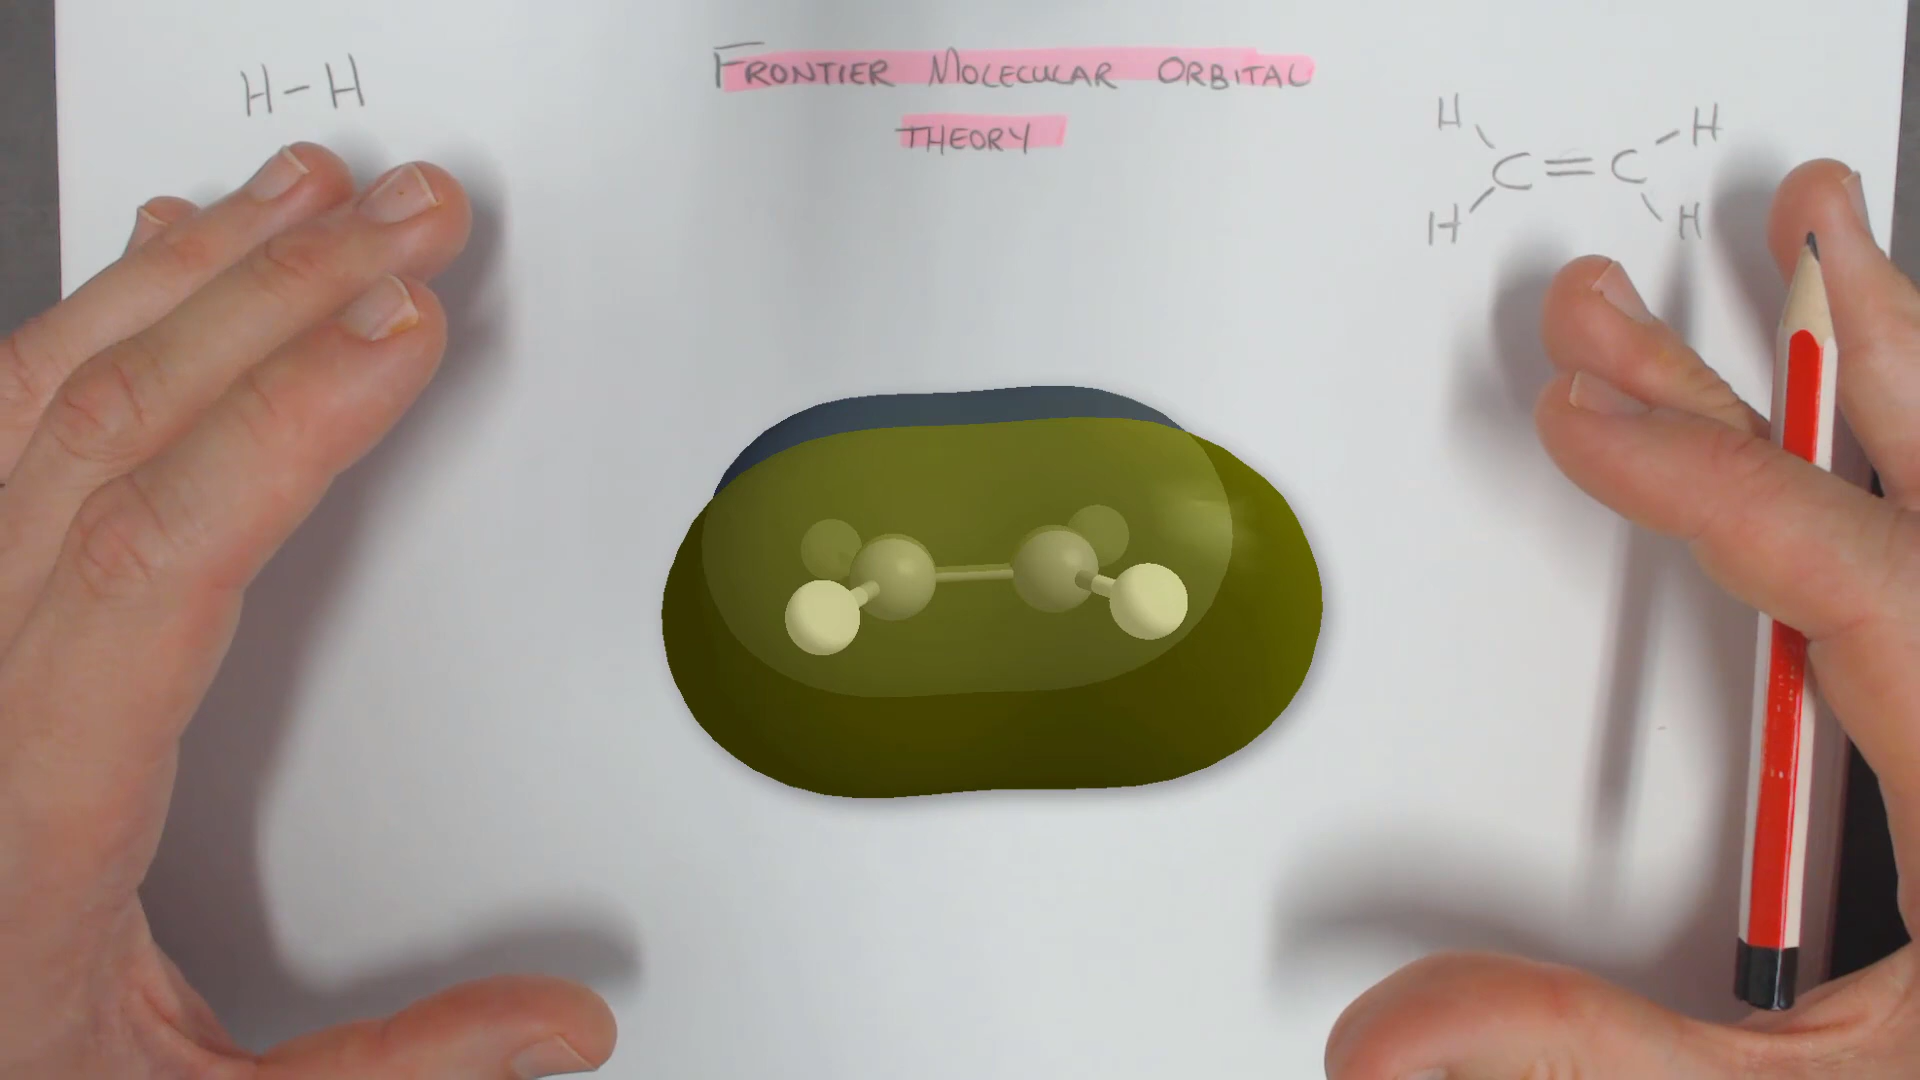 H-H
FRONTIER MOLECULAR ORBITAL
THEORY
H H
C=C
H H